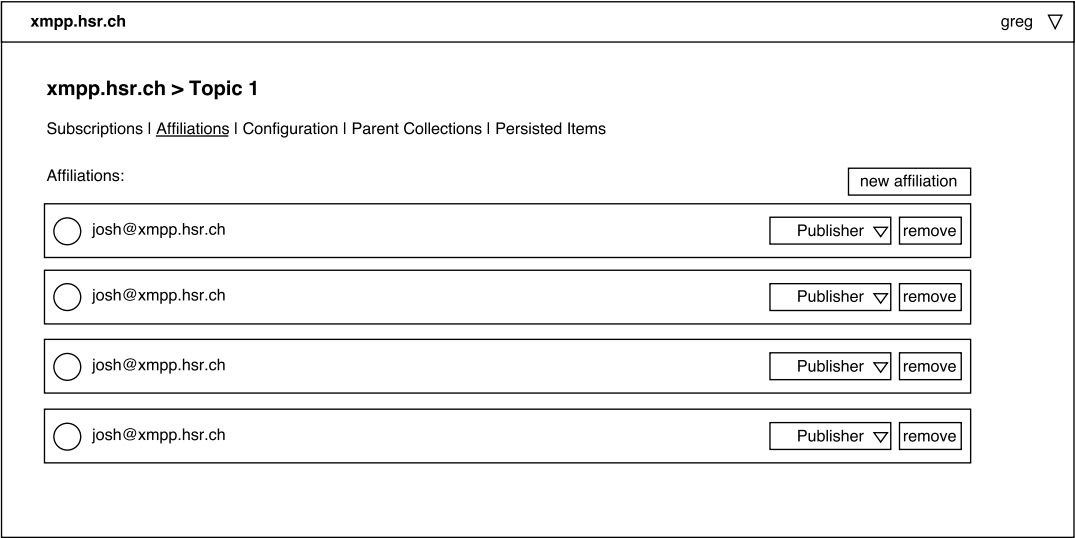 xmpp.hsr.ch greg
xmpp.hsr.ch > Topic 1
Subscriptions | Affiliations | Configuration | Parent Collections | Persisted Items
Affiliations: new affiliation
josh@xmpp.hsr.ch Publisher remove
josh@xmpp.hsr.ch Publisher remove
josh@xmpp.hsr.ch Publisher remove
josh@xmpp.hsr.ch Publisher remove